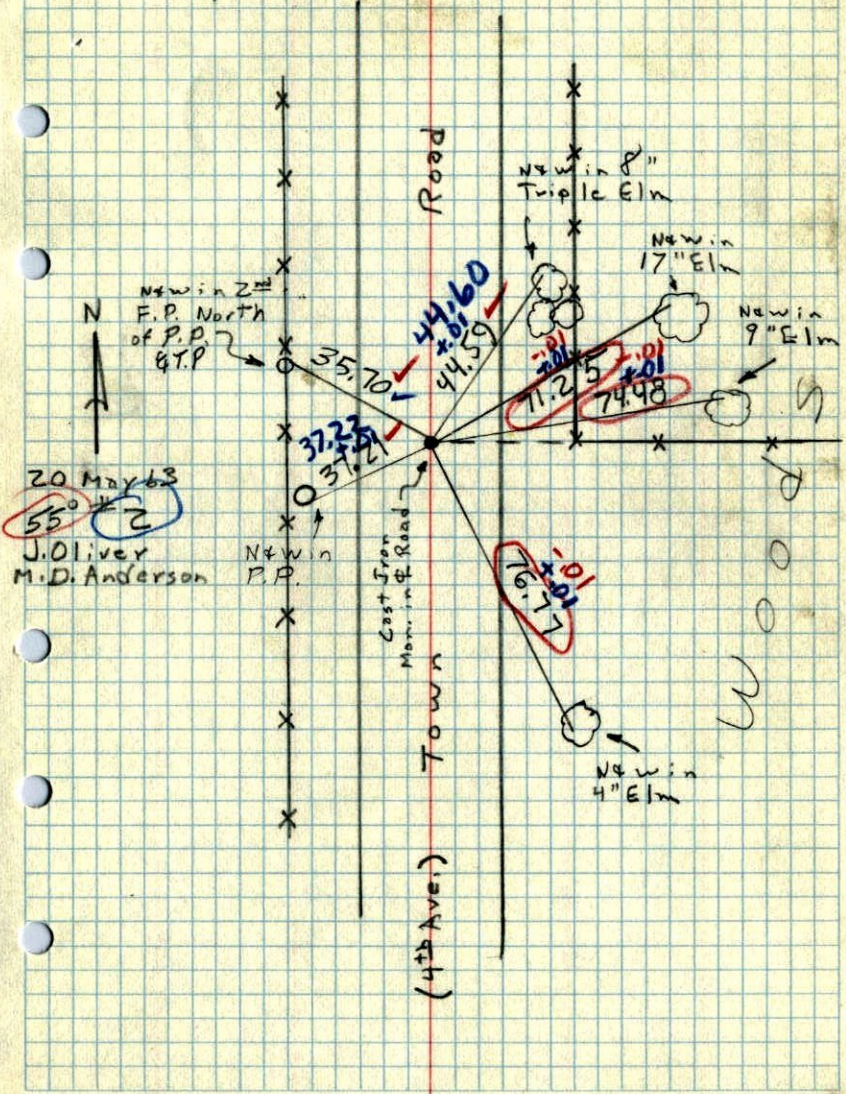 Road
N&W in 8"
Triple Elm
N&W in
17" Elm
N&W in
9" Elm
N&W in 2nd
F.P. North
of P.P.
& T.P
N
44.60
+.01
44.59
35.70
-.01
+.01
71.25
-.01
+.01
74.48
37.22
+.01
37.21
20 May 63
55°
2
J. Oliver
M.D. Anderson
N&W in
P.P.
Cast Iron
Mon. in ℄ Road
-.01
+.01
76.77
Woods
Town
N&W in
4" Elm
(4th Ave.)